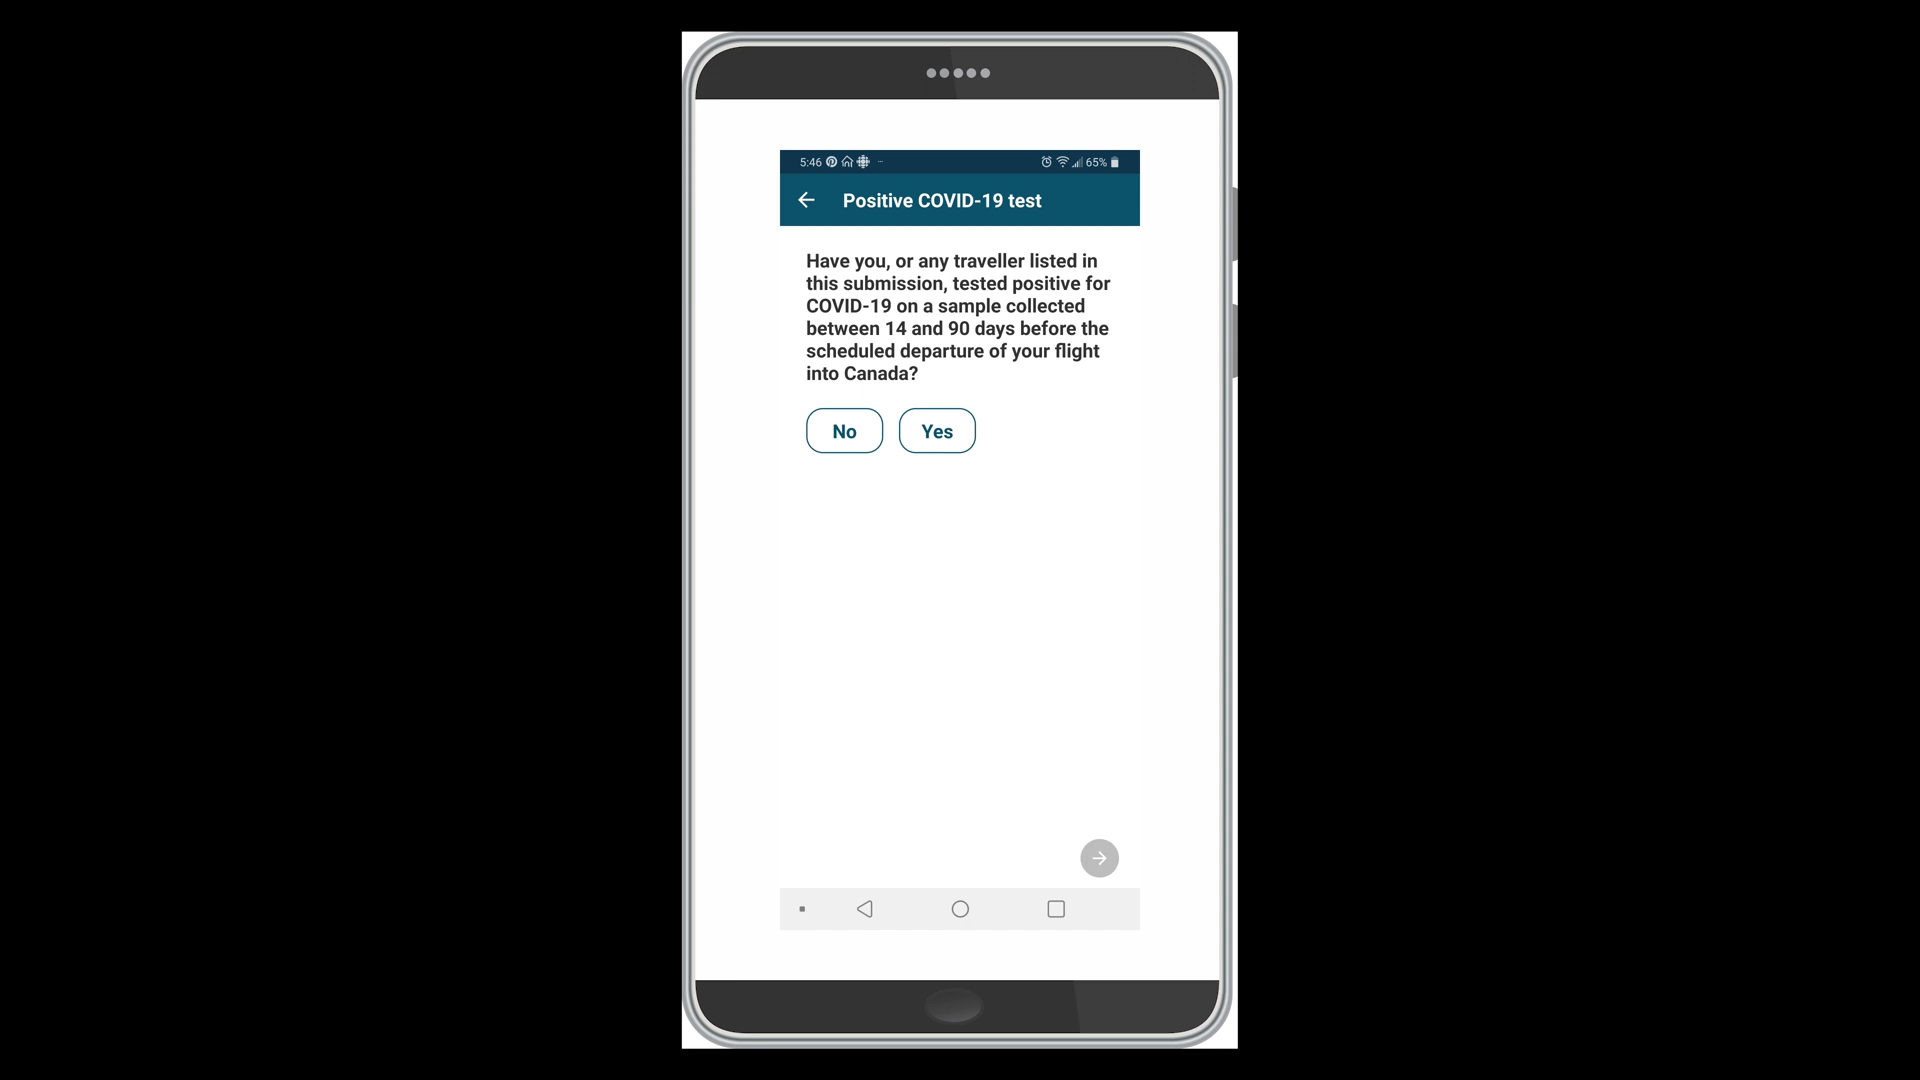 5:46 65%
Positive COVID-19 test
Have you, or any traveller listed in
this submission, tested positive for
COVID-19 on a sample collected
between 14 and 90 days before the
scheduled departure of your flight
into Canada?
No Yes